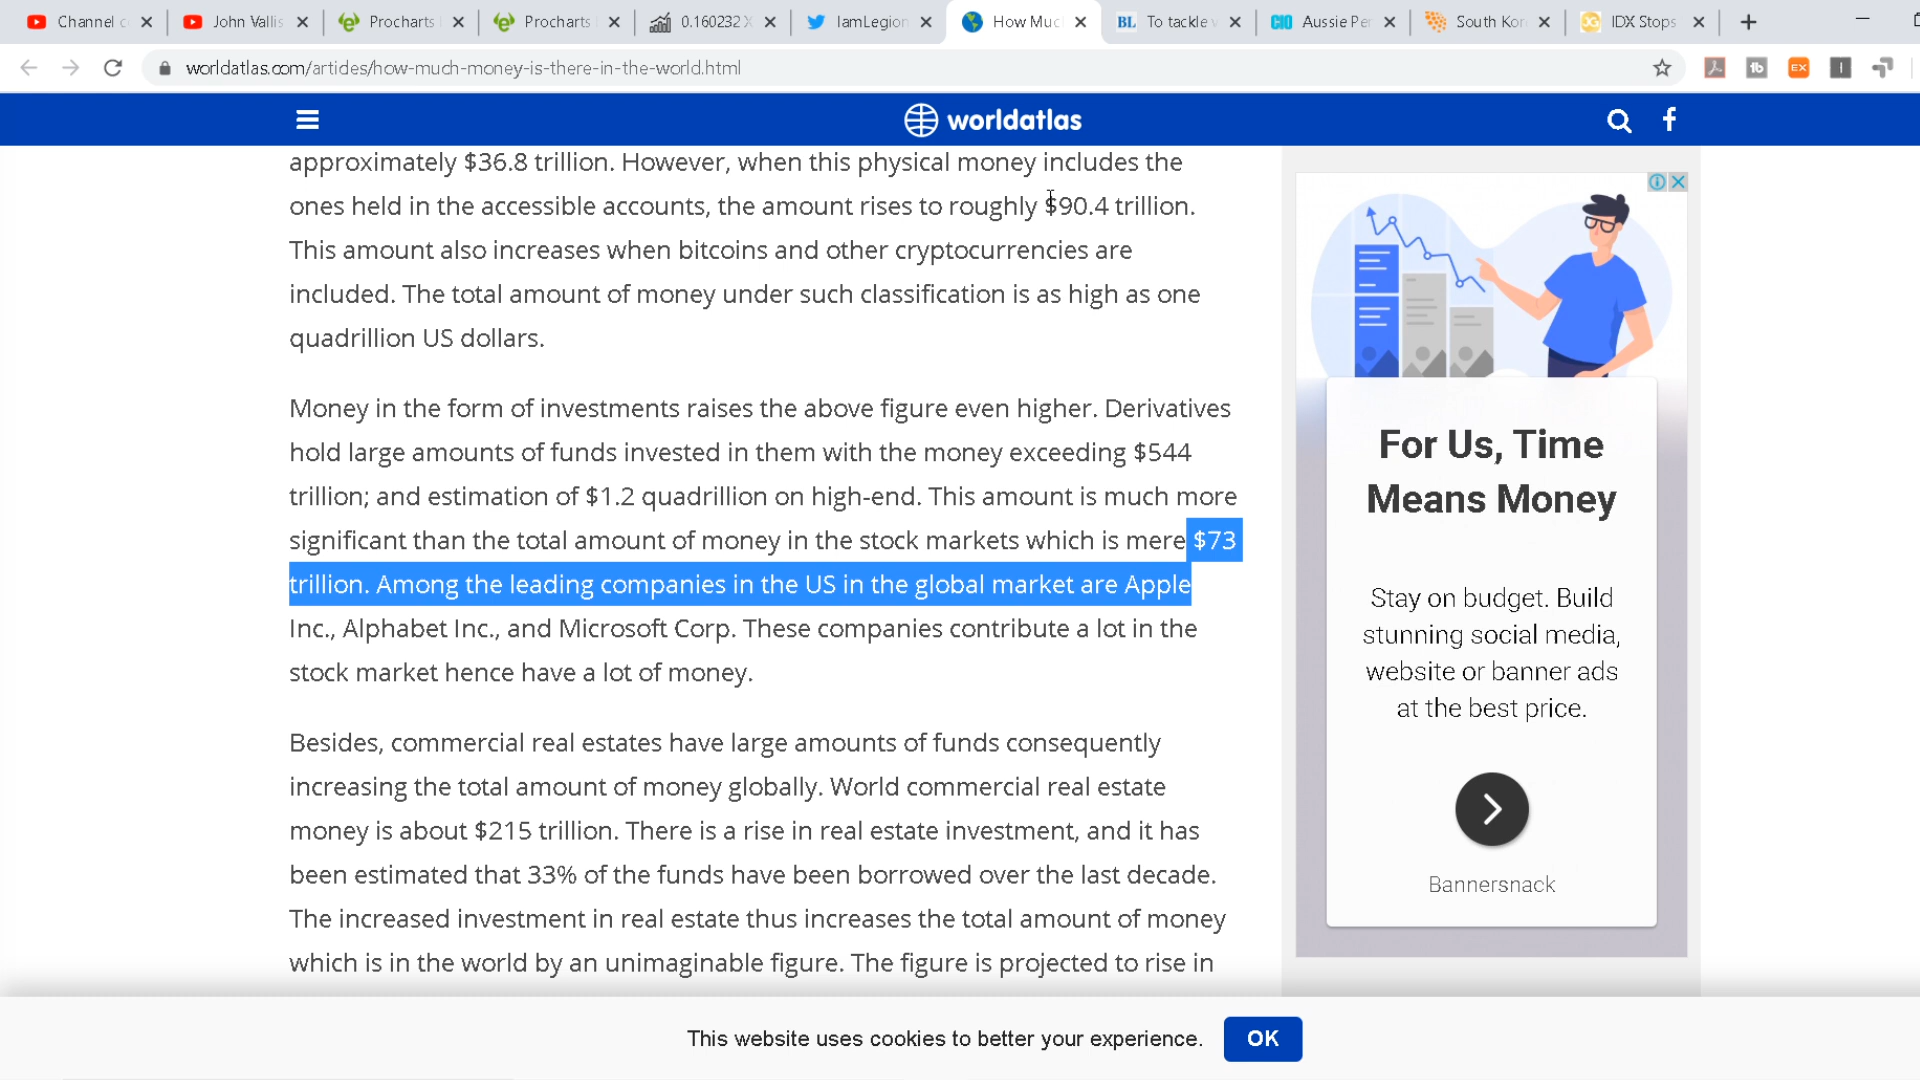 Channel c
John Vallis
Procharts
Procharts
0.160232 X
IamLegion
How Muc
BL To tackle
CIO Aussie Per
South Kor
IDX Stops
worldatlas.com/articles/how-much-money-is-there-in-the-world.html
tb
EX
worldatlas
approximately $36.8 trillion. However, when this physical money includes the
ones held in the accessible accounts, the amount rises to roughly $90.4 trillion.
This amount also increases when bitcoins and other cryptocurrencies are
included. The total amount of money under such classification is as high as one
quadrillion US dollars.
Money in the form of investments raises the above figure even higher. Derivatives
hold large amounts of funds invested in them with the money exceeding $544
trillion; and estimation of $1.2 quadrillion on high-end. This amount is much more
significant than the total amount of money in the stock markets which is mere $73
trillion. Among the leading companies in the US in the global market are Apple
Inc., Alphabet Inc., and Microsoft Corp. These companies contribute a lot in the
stock market hence have a lot of money.
Besides, commercial real estates have large amounts of funds consequently
increasing the total amount of money globally. World commercial real estate
money is about $215 trillion. There is a rise in real estate investment, and it has
been estimated that 33% of the funds have been borrowed over the last decade.
The increased investment in real estate thus increases the total amount of money
which is in the world by an unimaginable figure. The figure is projected to rise in
For Us, Time
Means Money
Stay on budget. Build
stunning social media,
website or banner ads
at the best price.
Bannersnack
This website uses cookies to better your experience.
OK